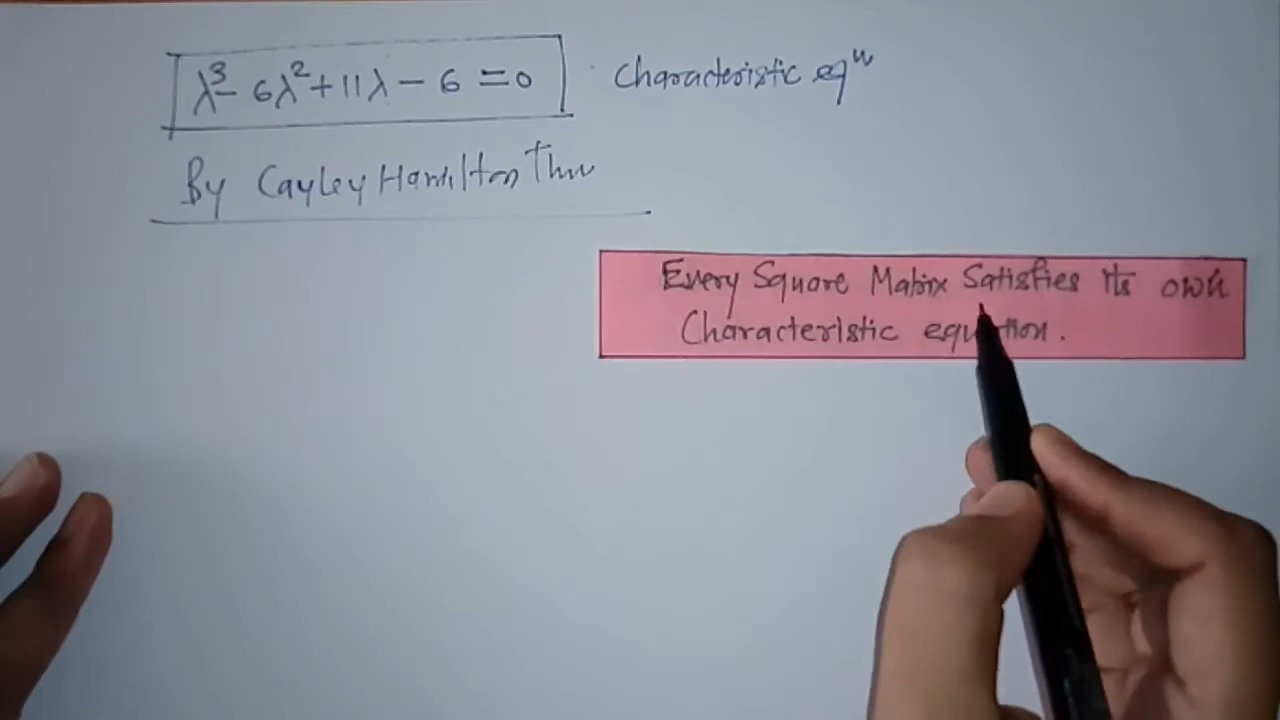 λ³ - 6λ² + 11λ - 6 = 0 Characteristic eqⁿ
By Cayley Hamilton Thm
Every Square Matrix Satisfies its own
Characteristic equation.